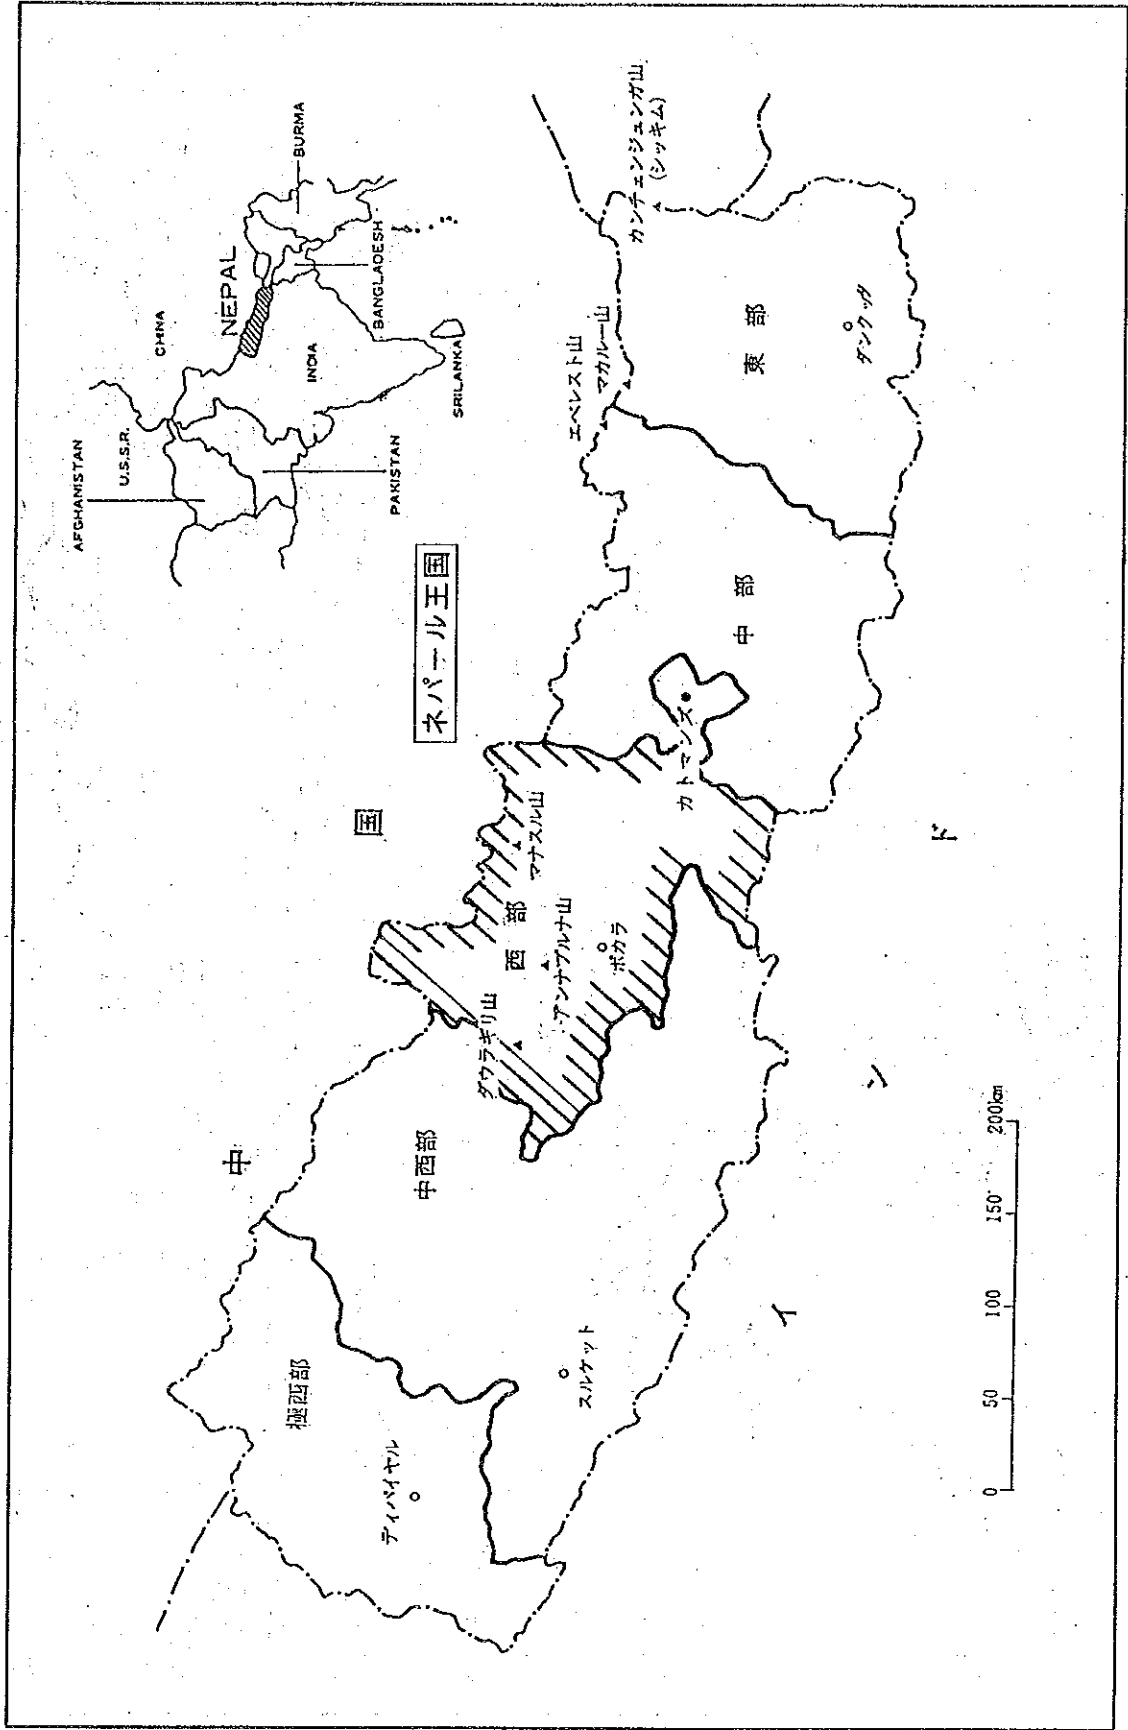 ネパール王国
AFGHANISTAN
U.S.S.R.
CHINA
NEPAL
BURMA
INDIA
PAKISTAN
BANGLADESH
SRILANKA
中
国
極西部
ディパイヤル
中西部
スルケット
ダウラギリ山
西部
アンナプルナ山
マナスル山
ポカラ
カトマンズ
中部
エベレスト山
マカルー山
カンチェンジュンガ山
(シッキム)
東部
ダンクッタ
イ
ン
ド
0 50 100 150 200km